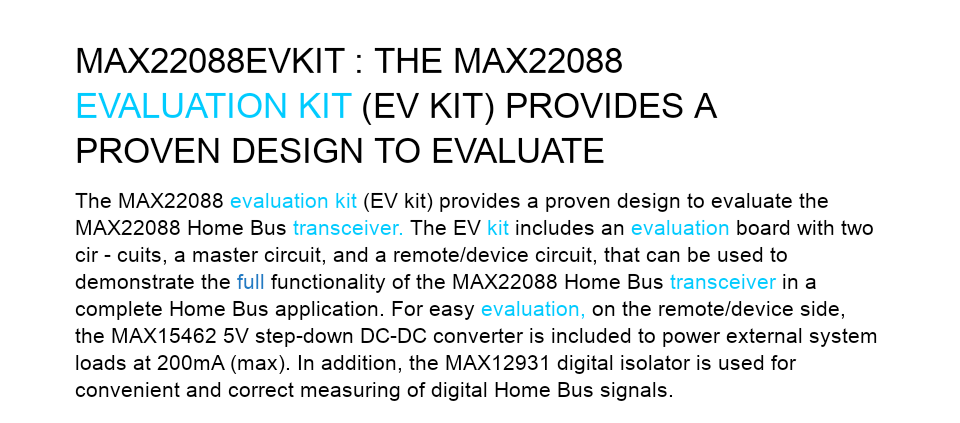 MAX22088EVKIT : THE MAX22088
EVALUATION KIT (EV KIT) PROVIDES A
PROVEN DESIGN TO EVALUATE
The MAX22088 evaluation kit (EV kit) provides a proven design to evaluate the
MAX22088 Home Bus transceiver. The EV kit includes an evaluation board with two
cir - cuits, a master circuit, and a remote/device circuit, that can be used to
demonstrate the full functionality of the MAX22088 Home Bus transceiver in a
complete Home Bus application. For easy evaluation, on the remote/device side,
the MAX15462 5V step-down DC-DC converter is included to power external system
loads at 200mA (max). In addition, the MAX12931 digital isolator is used for
convenient and correct measuring of digital Home Bus signals.